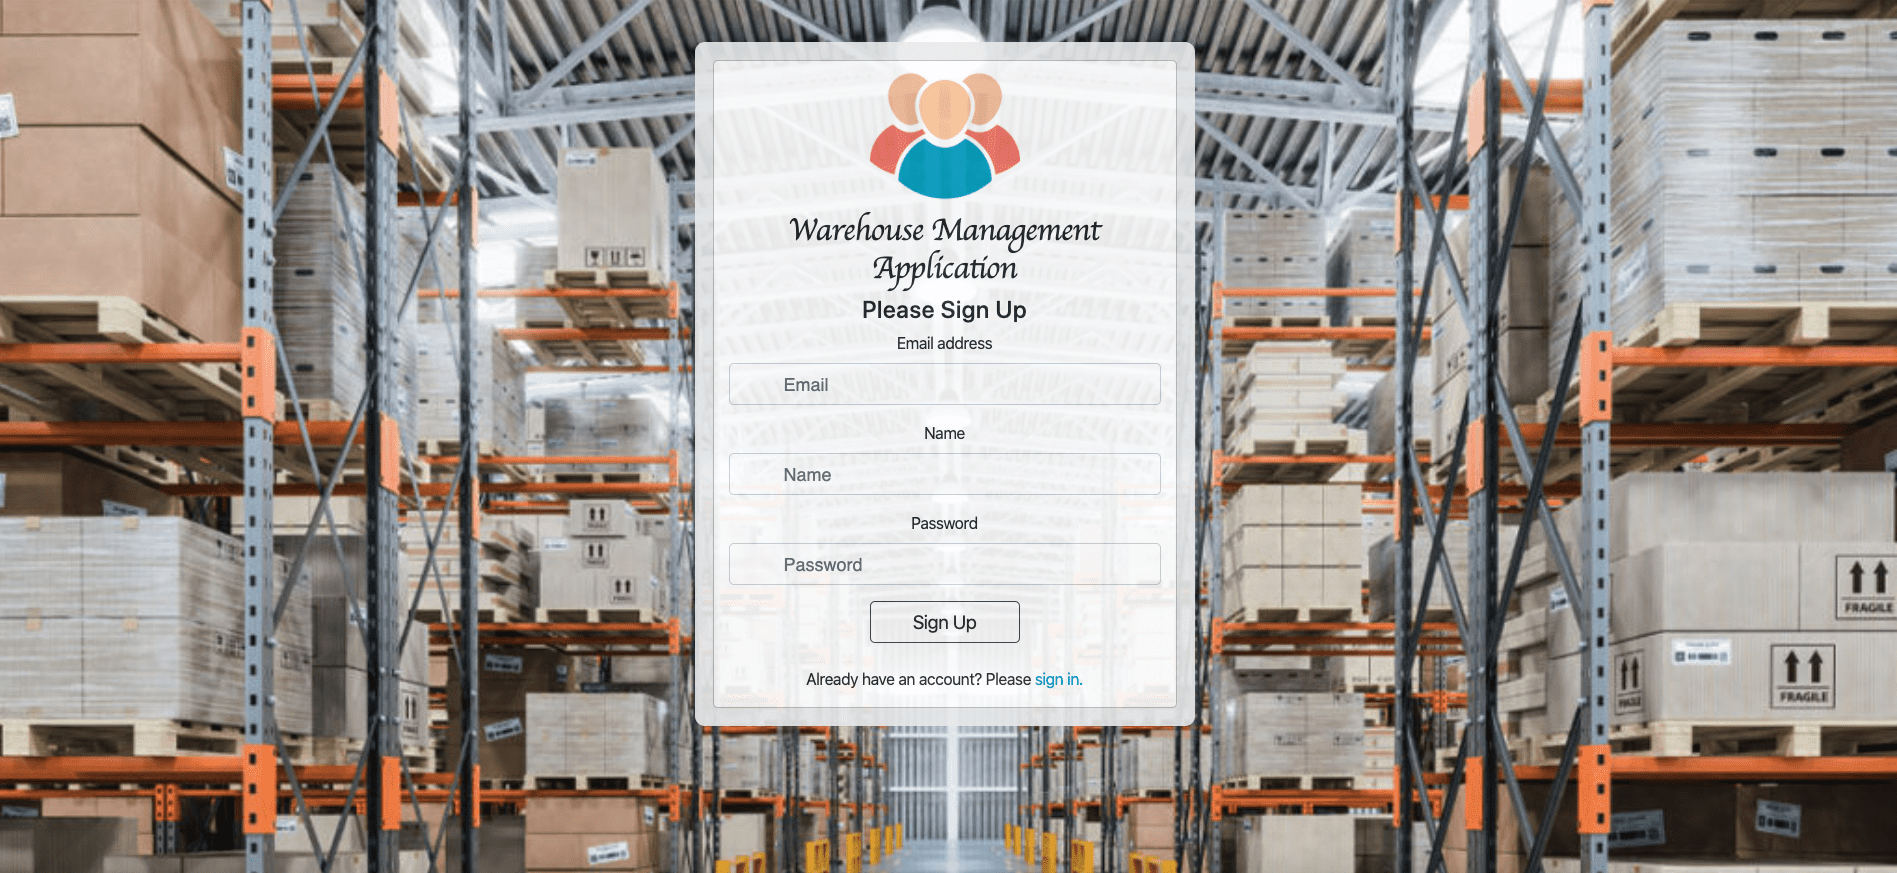 Warehouse Management
Application
Please Sign Up
Email address
Email
Name
Name
Password
Password
Sign Up
Already have an account? Please sign in.
FRAGILE
FRAGILE
FRAGILE